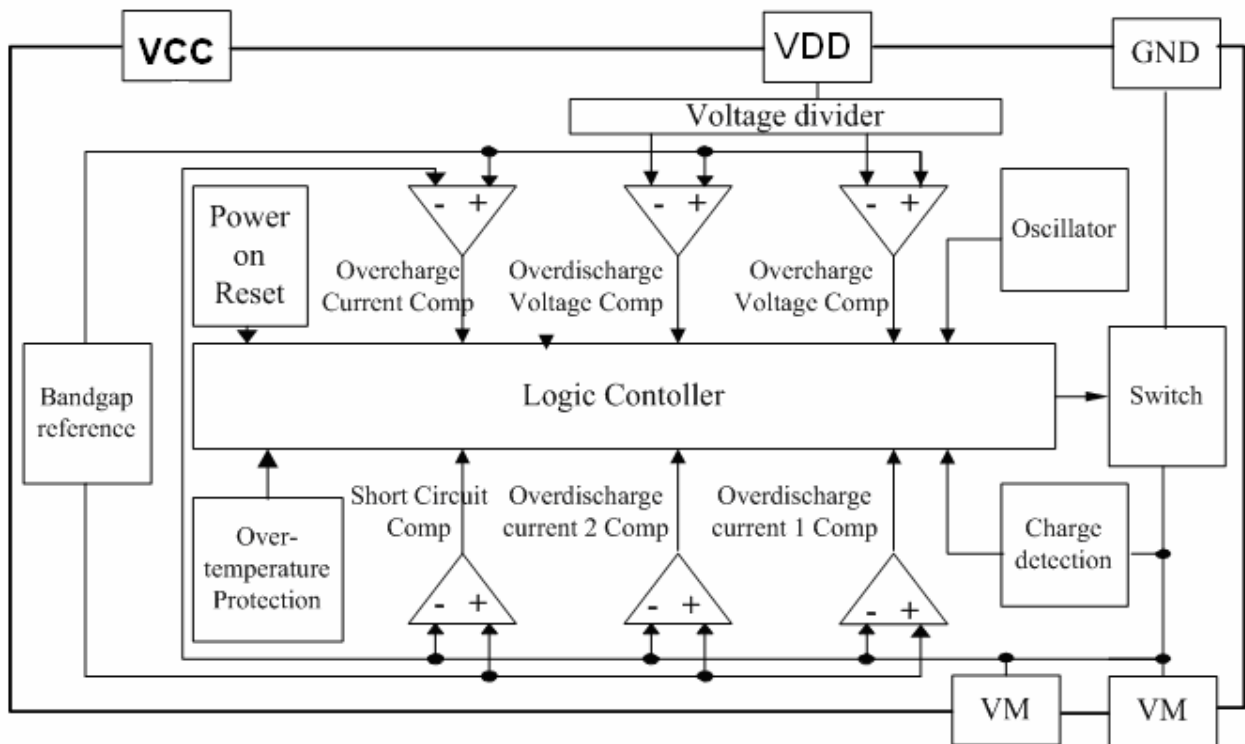 VCC
VDD
GND
Voltage divider
- +
- +
- +
Power
on
Reset
Oscillator
Overcharge
Current Comp
Overdischarge
Voltage Comp
Overcharge
Voltage Comp
Bandgap
reference
Logic Contoller
Switch
Short Circuit
Comp
Overdischarge
current 2 Comp
Overdischarge
current 1 Comp
Over-
temperature
Protection
Charge
detection
- +
- +
- +
VM
VM